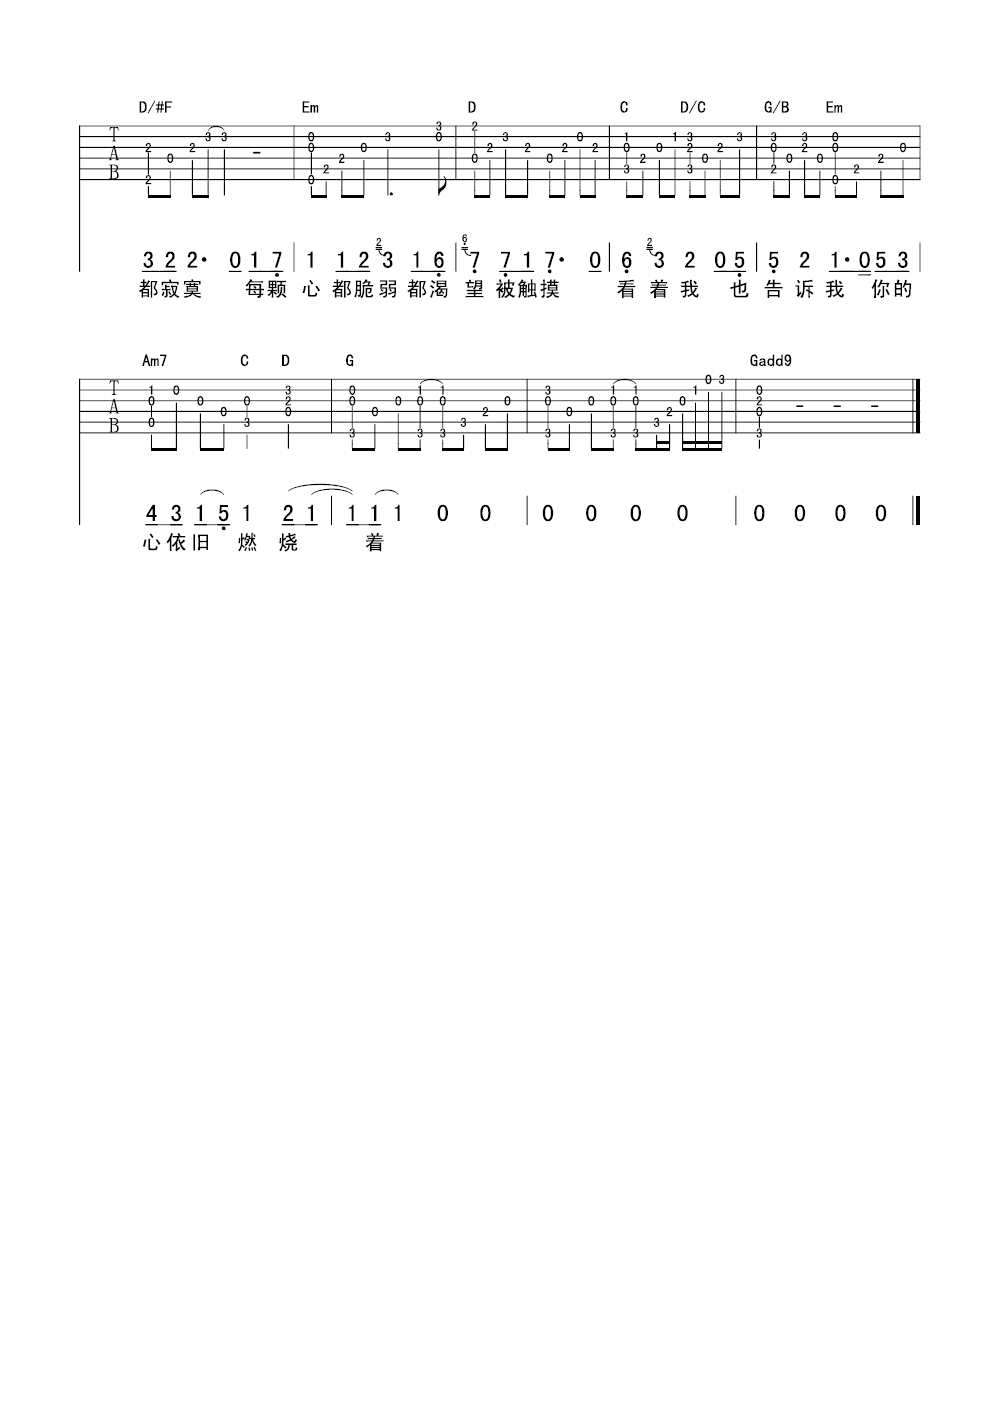 D/#F Em D C D/C G/B Em
T A B
3 2 2· 0 1 7 1 1 2 2 3 1 6 6 7 7 1 7· 0 6 2 3 2 0 5 5 2 1·0 5 3
都寂寞 每颗 心都脆弱都渴 望被触摸 看着我 也 告诉我 你的
Am7 C D G Gadd9
T A B
4 3 1 5 1 2 1 1 1 1 0 0 0 0 0 0 0 0 0 0
心依旧 燃 烧 着